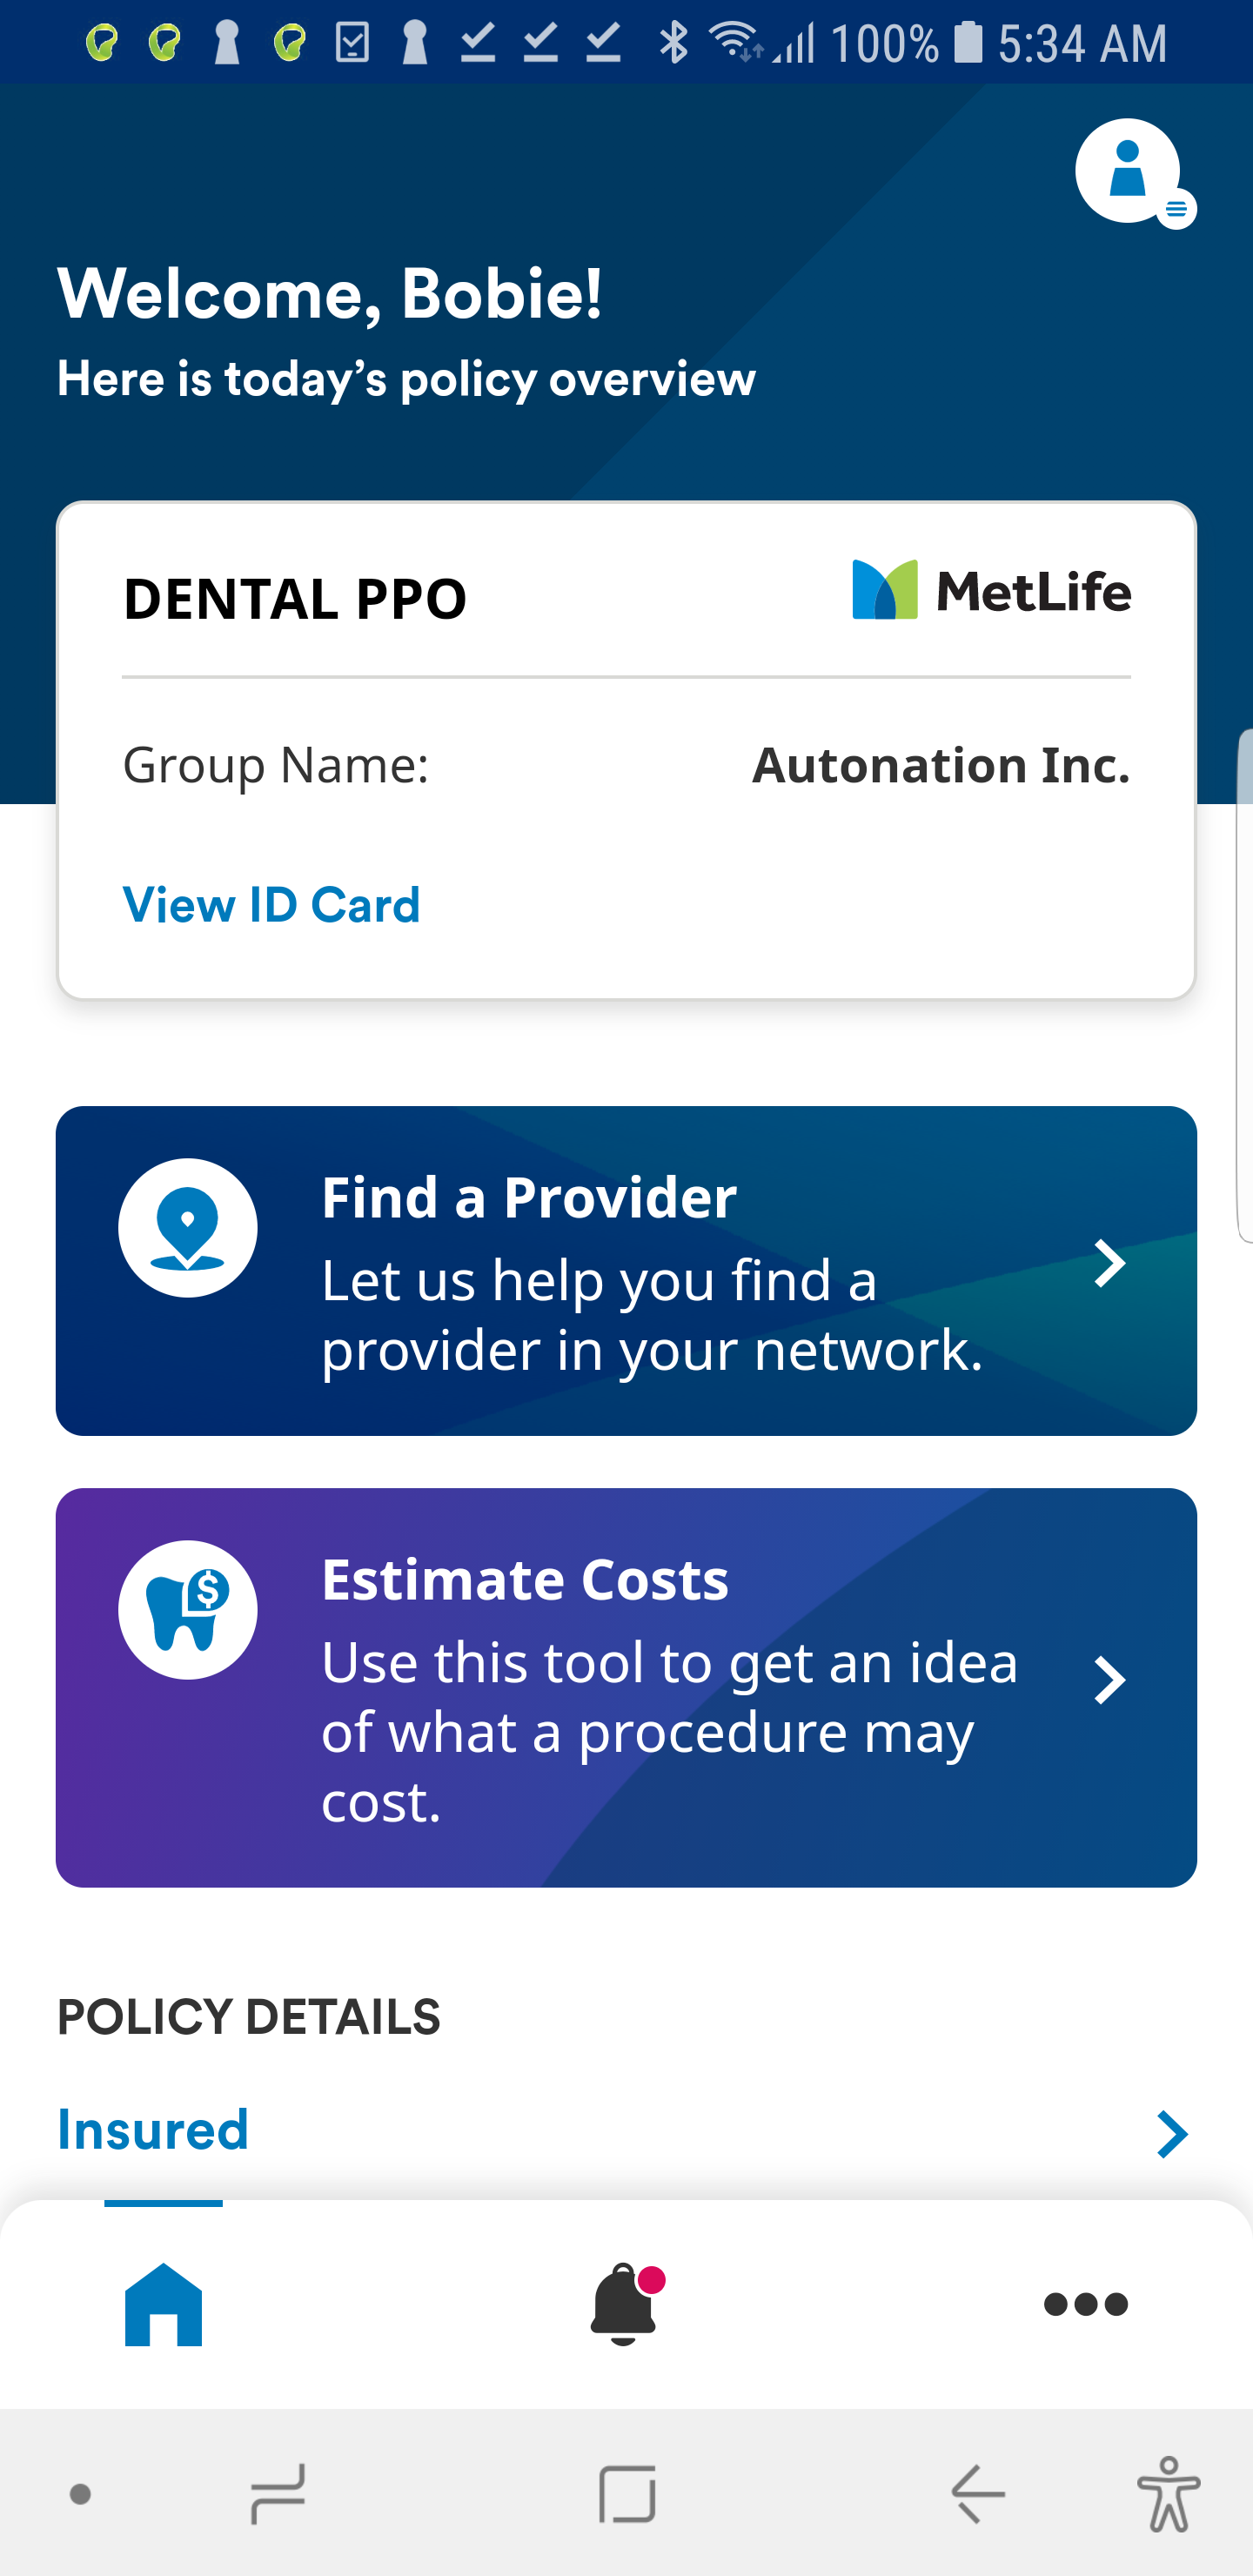 100% 5:34 AM
Welcome, Bobie!
Here is today’s policy overview
DENTAL PPO
MetLife
Group Name:
Autonation Inc.
View ID Card
Find a Provider
Let us help you find a
provider in your network.
$
Estimate Costs
Use this tool to get an idea
of what a procedure may
cost.
POLICY DETAILS
Insured